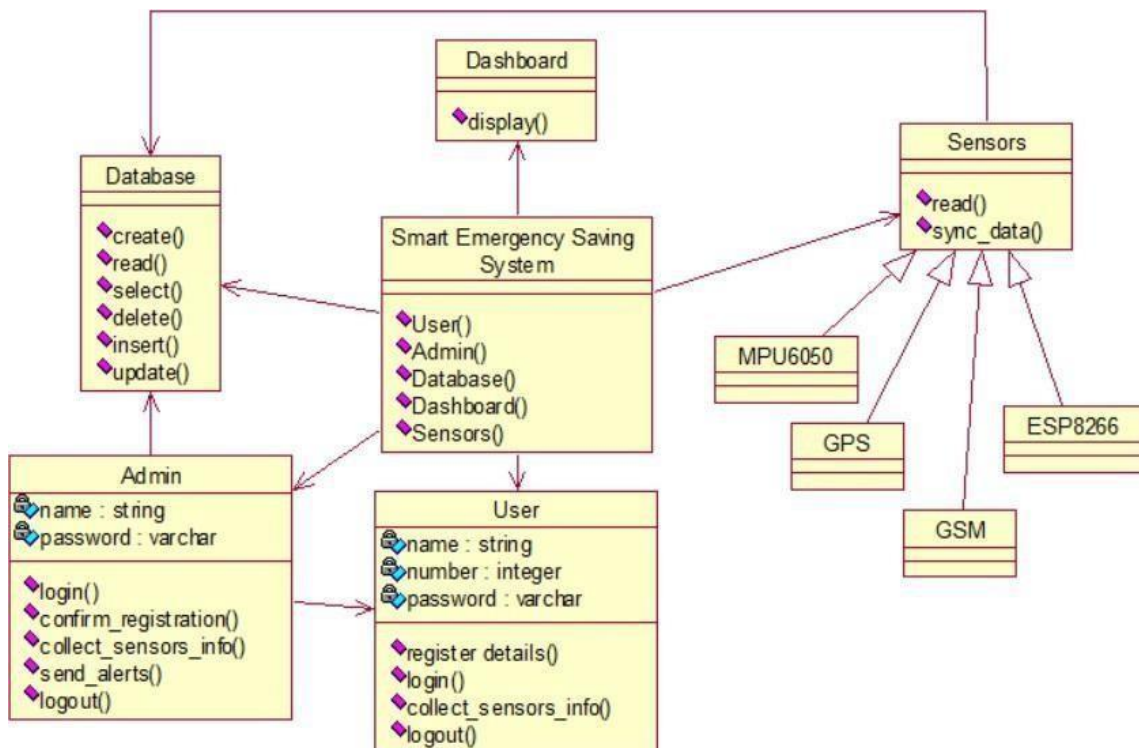 Dashboard
display()
Sensors
read()
sync_data()
Database
create()
read()
select()
delete()
insert()
update()
Smart Emergency Saving
System
User()
Admin()
Database()
Dashboard()
Sensors()
MPU6050
GPS
GSM
ESP8266
Admin
name : string
password : varchar
login()
confirm_registration()
collect_sensors_info()
send_alerts()
logout()
User
name : string
number : integer
password : varchar
register details()
login()
collect_sensors_info()
logout()